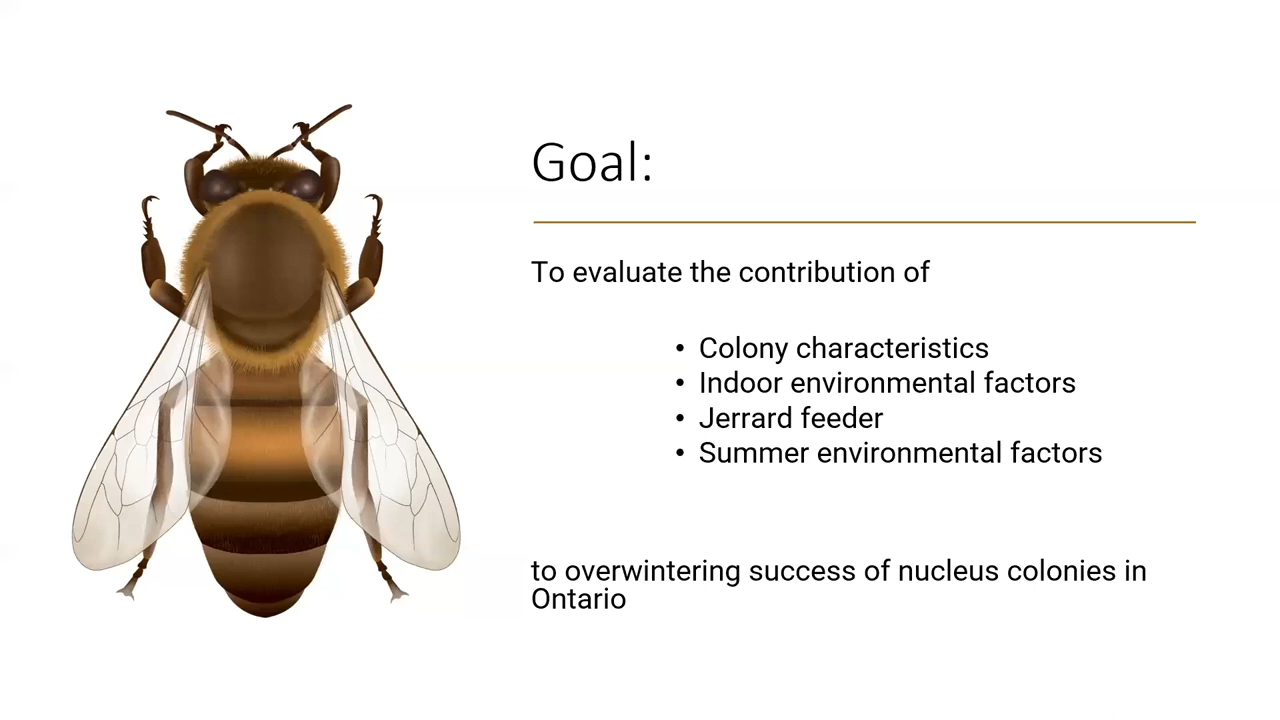 Goal:
To evaluate the contribution of
• Colony characteristics
• Indoor environmental factors
• Jerrard feeder
• Summer environmental factors
to overwintering success of nucleus colonies in
Ontario